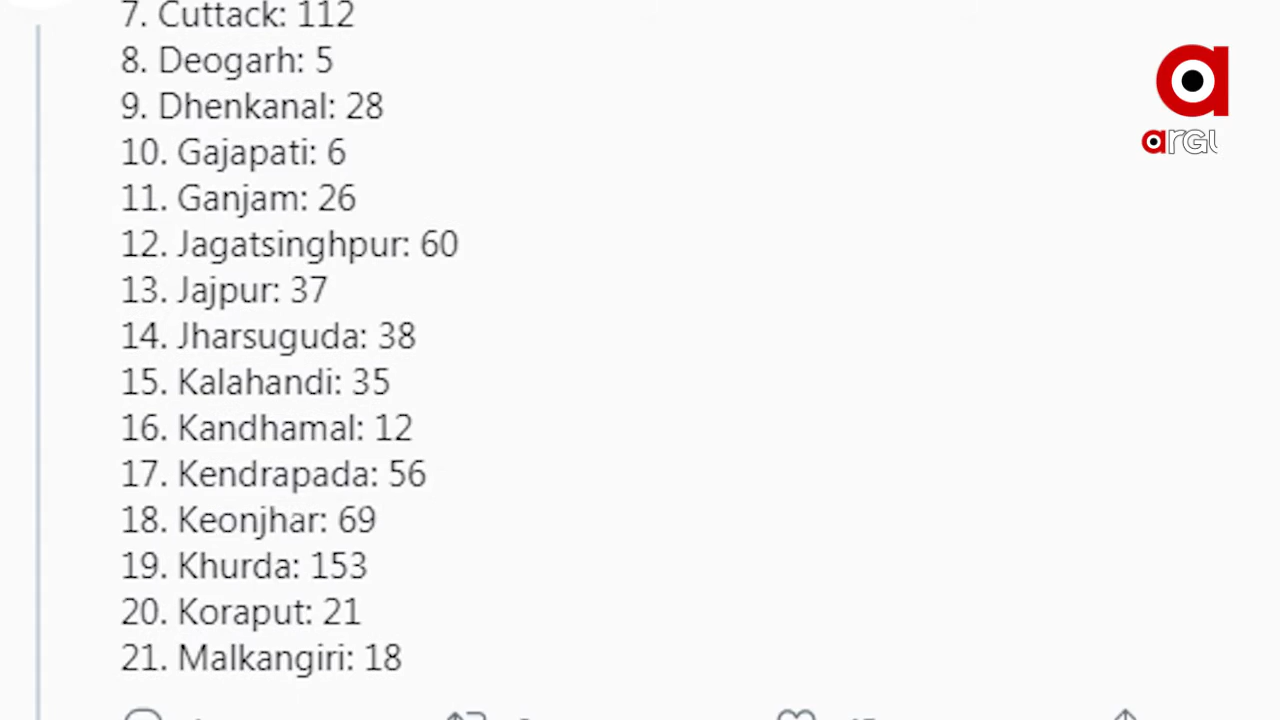 7. Cuttack: 112
8. Deogarh: 5
9. Dhenkanal: 28
10. Gajapati: 6
11. Ganjam: 26
12. Jagatsinghpur: 60
13. Jajpur: 37
14. Jharsuguda: 38
15. Kalahandi: 35
16. Kandhamal: 12
17. Kendrapada: 56
18. Keonjhar: 69
19. Khurda: 153
20. Koraput: 21
21. Malkangiri: 18